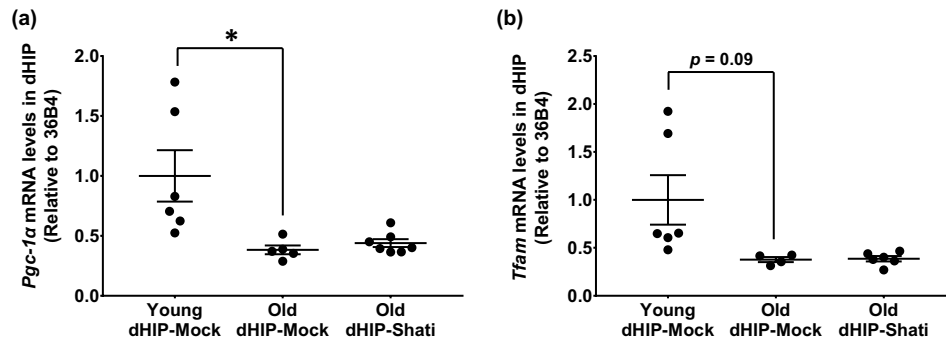 (a)
*
Pgc-1α mRNA levels in dHIP
(Relative to 36B4)
2.0
1.5
1.0
0.5
0.0
Young
dHIP-Mock
Old
dHIP-Mock
Old
dHIP-Shati
(b)
p = 0.09
Tfam mRNA levels in dHIP
(Relative to 36B4)
2.5
2.0
1.5
1.0
0.5
0.0
Young
dHIP-Mock
Old
dHIP-Mock
Old
dHIP-Shati